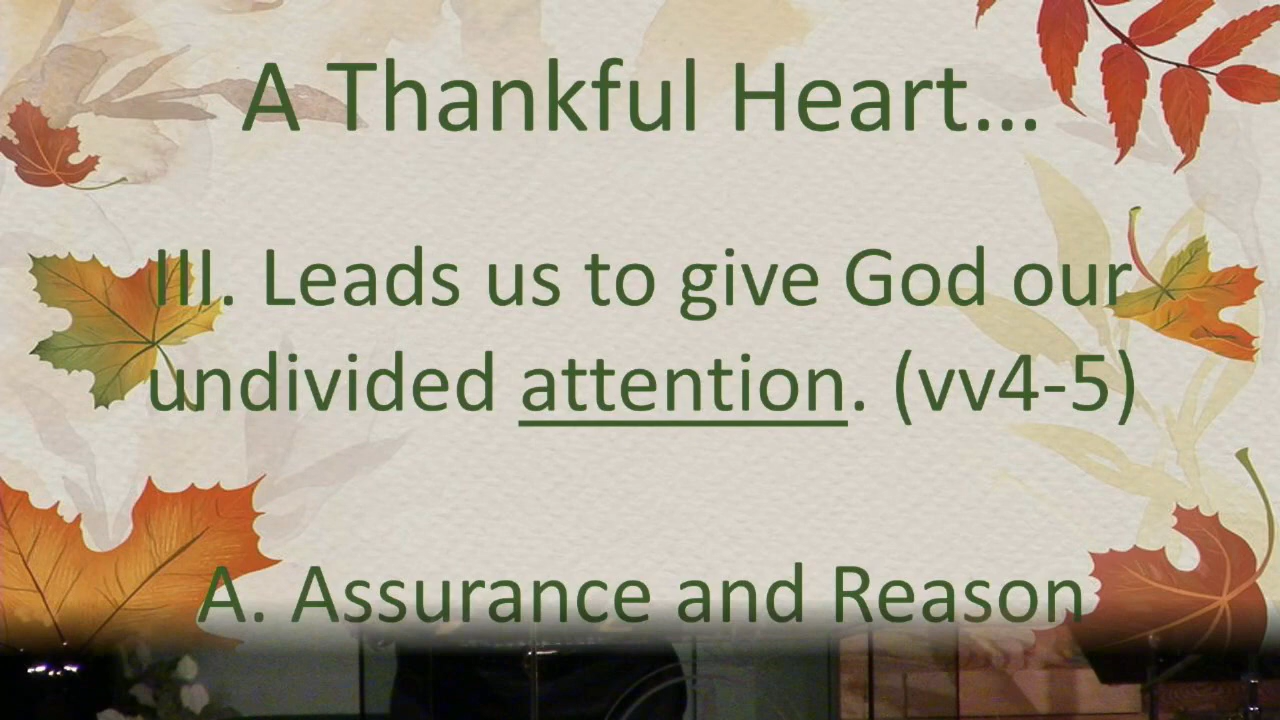 A Thankful Heart...
III. Leads us to give God our
undivided attention. (vv4-5)
A. Assurance and Reason